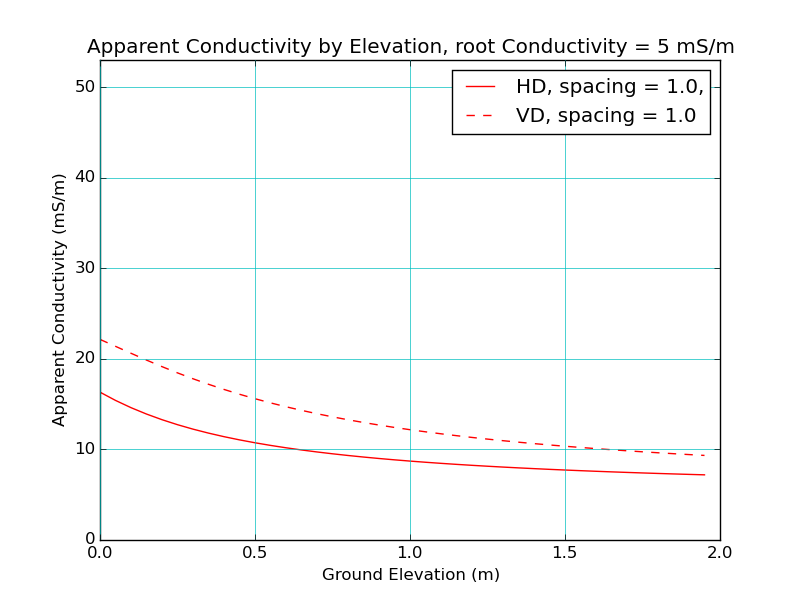 Apparent Conductivity by Elevation, root Conductivity = 5 mS/m
HD, spacing = 1.0,
VD, spacing = 1.0
50
40
30
20
10
0
Apparent Conductivity (mS/m)
0.0 0.5 1.0 1.5 2.0
Ground Elevation (m)